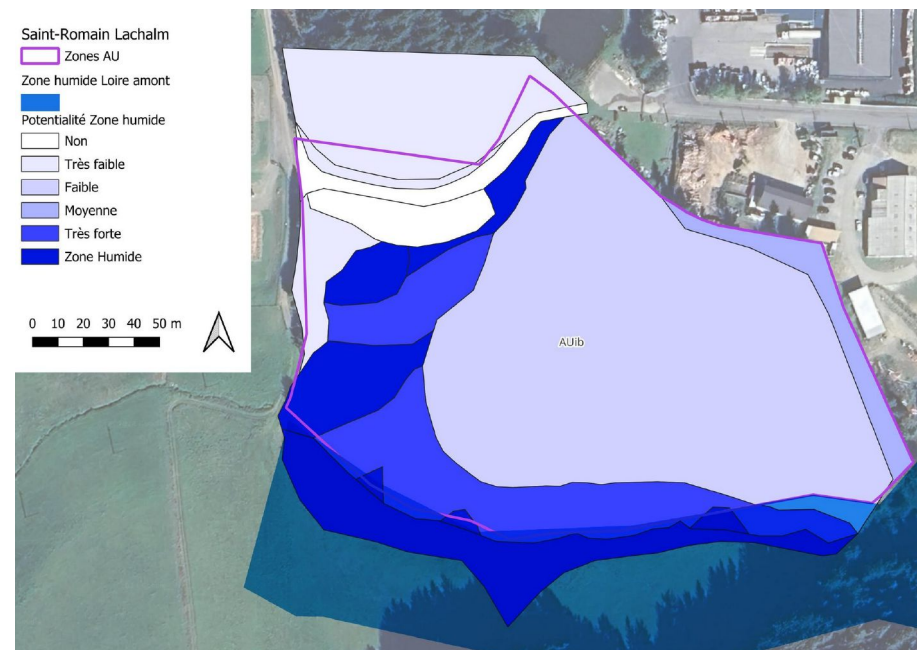 Saint-Romain Lachalm
Zones AU
Zone humide Loire amont
Potentialité Zone humide
Non
Très faible
Faible
Moyenne
Très forte
Zone Humide
0 10 20 30 40 50 m
AUib